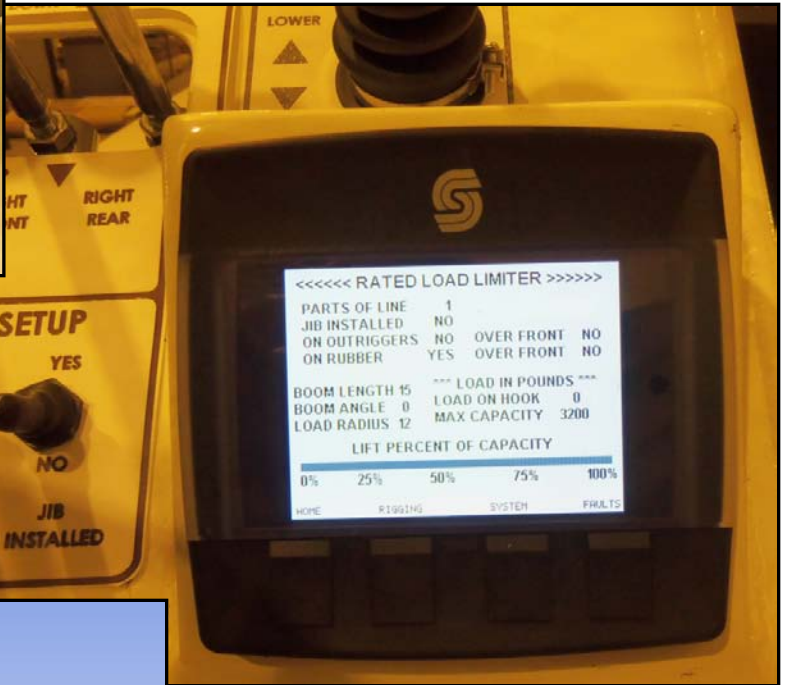 LOWER
RIGHT
REAR
SETUP
YES
NO
JIB
INSTALLED
<<<<<< RATED LOAD LIMITER >>>>>>
PARTS OF LINE 1
JIB INSTALLED NO
ON OUTRIGGERS NO OVER FRONT NO
ON RUBBER YES OVER FRONT NO
BOOM LENGTH 15 *** LOAD IN POUNDS ***
BOOM ANGLE 0 LOAD ON HOOK 0
LOAD RADIUS 12 MAX CAPACITY 3200
LIFT PERCENT OF CAPACITY
0% 25% 50% 75% 100%
HOME RIGGING SYSTEM FAULTS